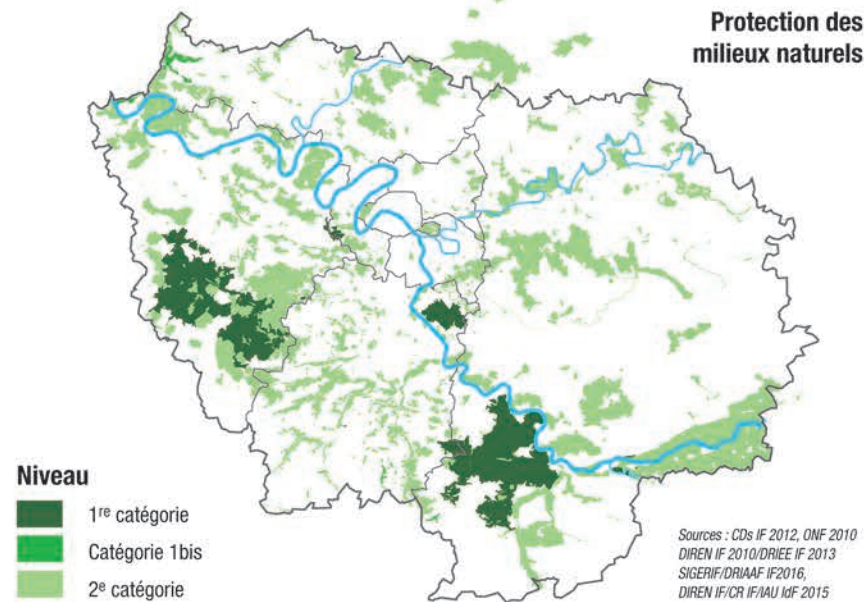 Protection des
milieux naturels
Niveau
1re catégorie
Catégorie 1bis
2e catégorie
Sources : CDs IF 2012, ONF 2010
DIREN IF 2010/DRIEE IF 2013
SIGERIF/DRIAAF IF2016,
DIREN IF/CR IF/IAU IdF 2015